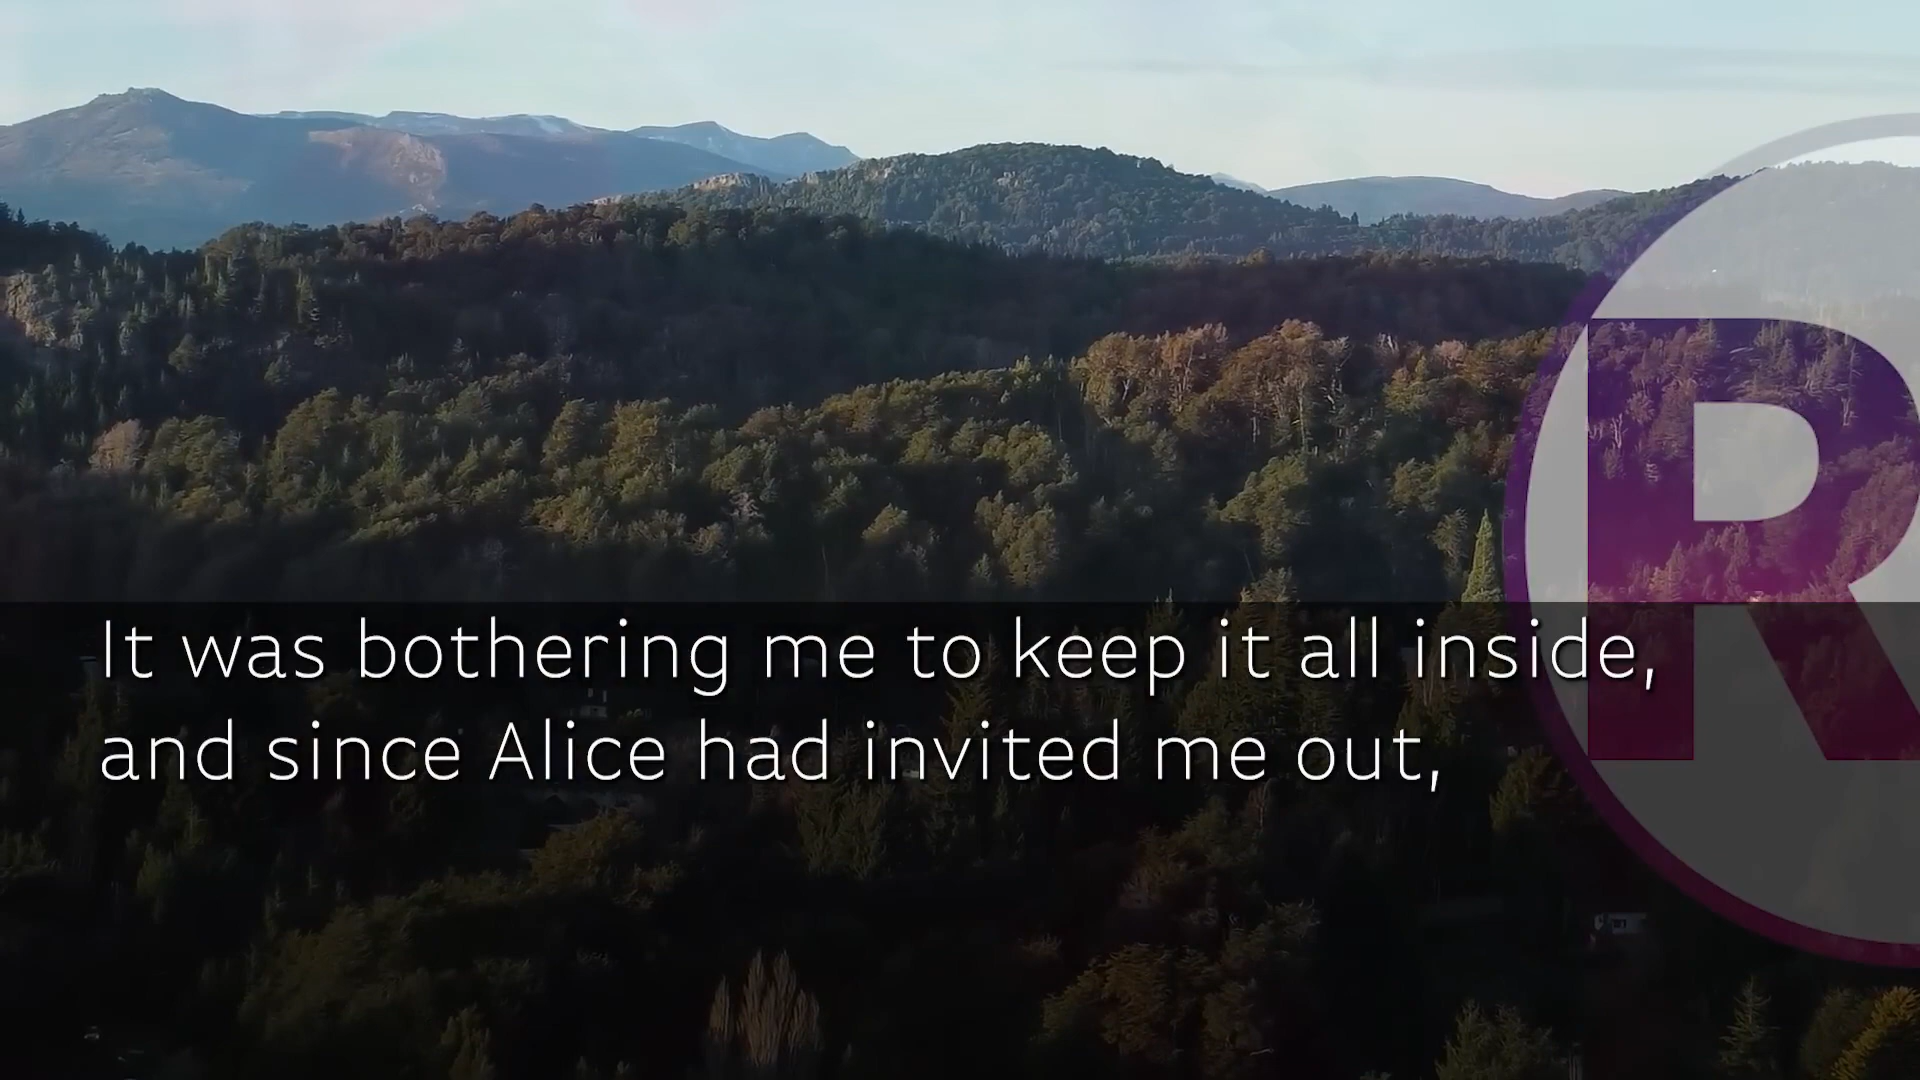 It was bothering me to keep it all inside,
and since Alice had invited me out,
R